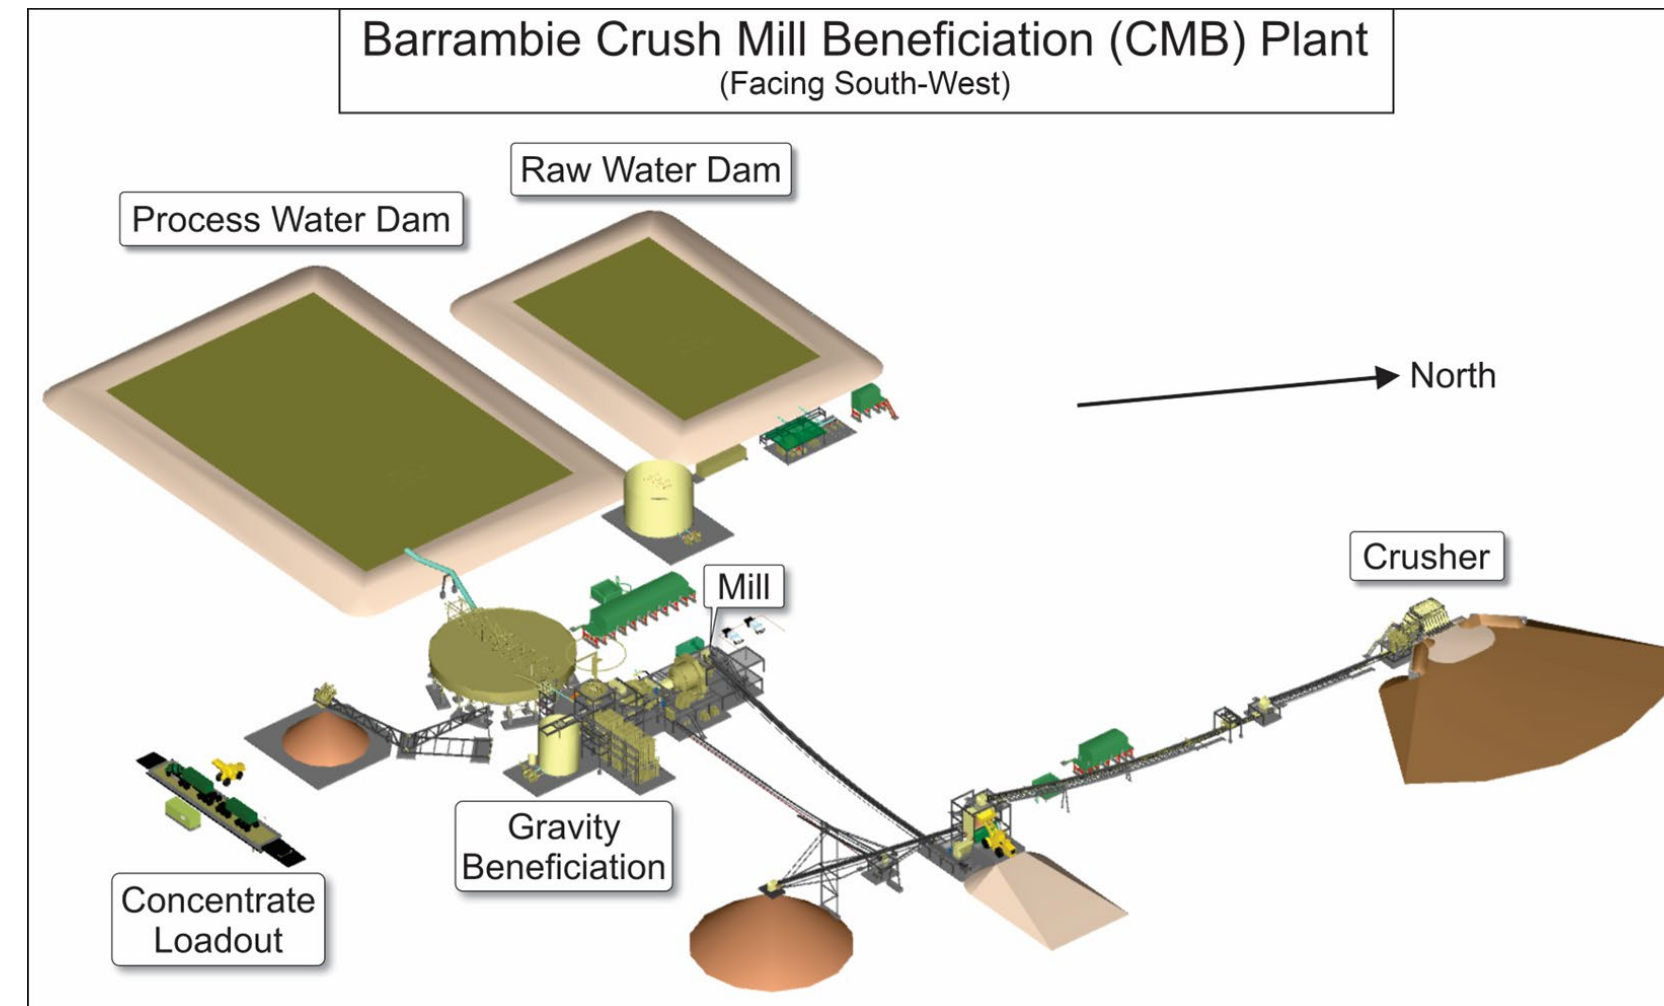 Barrambie Crush Mill Beneficiation (CMB) Plant
(Facing South-West)
Raw Water Dam
Process Water Dam
North
Crusher
Mill
Gravity
Beneficiation
Concentrate
Loadout